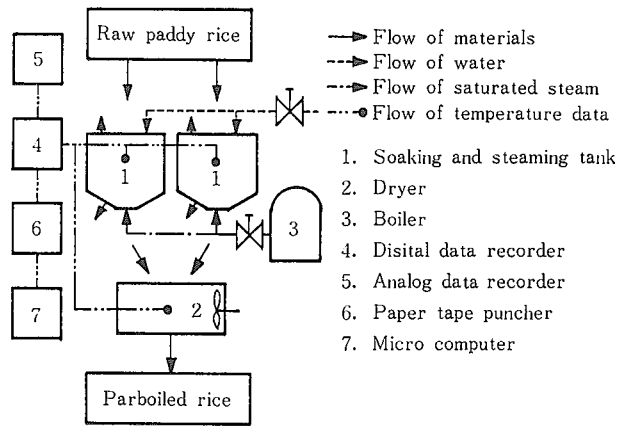 Raw paddy rice
Flow of materials
Flow of water
Flow of saturated steam
Flow of temperature data
5
4
6
7
1
1
3
2
Parboiled rice
1. Soaking and steaming tank
2. Dryer
3. Boiler
4. Disital data recorder
5. Analog data recorder
6. Paper tape puncher
7. Micro computer